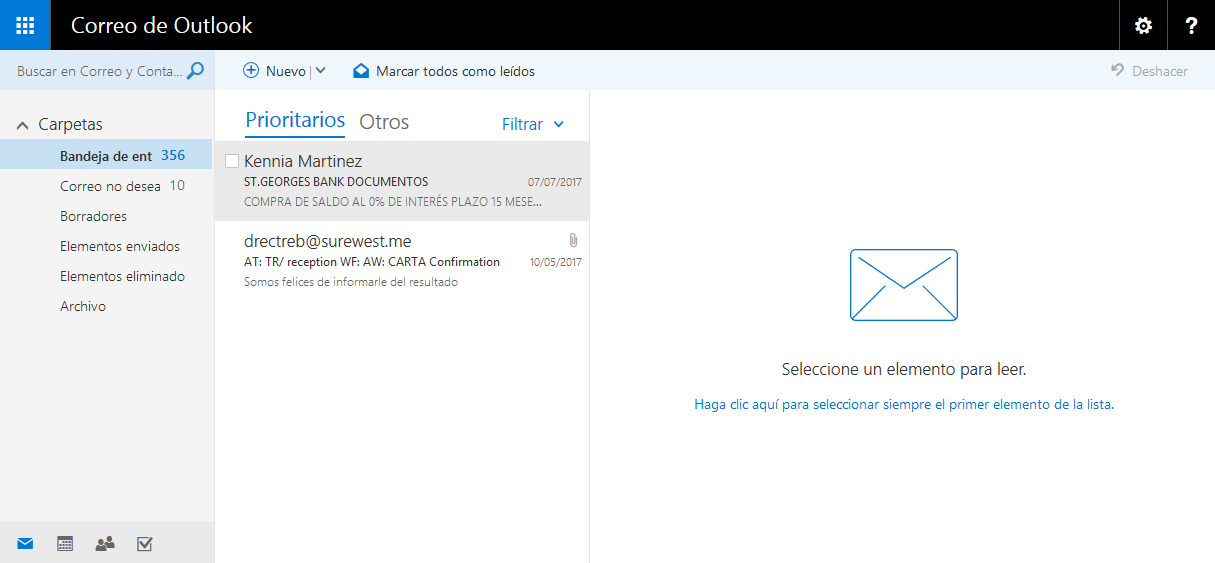 Correo de Outlook
?
Buscar en Correo y Conta...
Nuevo
Marcar todos como leídos
Deshacer
Carpetas
Bandeja de ent 356
Correo no desea 10
Borradores
Elementos enviados
Elementos eliminado
Archivo
Prioritarios Otros Filtrar
Kennia Martinez
ST.GEORGES BANK DOCUMENTOS 07/07/2017
COMPRA DE SALDO AL 0% DE INTERÉS PLAZO 15 MESE...
drectreb@surewest.me
AT: TR/ reception WF: AW: CARTA Confirmation 10/05/2017
Somos felices de informarle del resultado
Seleccione un elemento para leer.
Haga clic aquí para seleccionar siempre el primer elemento de la lista.